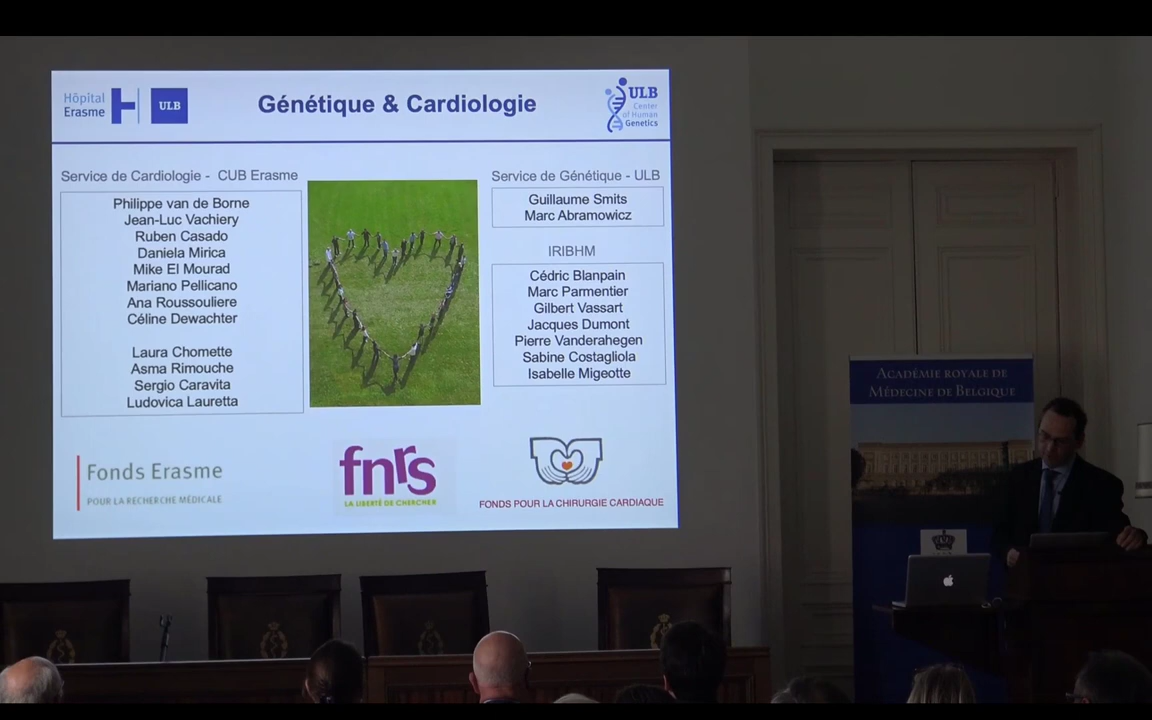 Hôpital
Erasme
ULB
Génétique & Cardiologie
ULB
Center
of Human
Genetics
Service de Cardiologie - CUB Erasme
Philippe van de Borne
Jean-Luc Vachiery
Ruben Casado
Daniela Mirica
Mike El Mourad
Mariano Pellicano
Ana Roussouliere
Céline Dewachter
Laura Chomette
Asma Rimouche
Sergio Caravita
Ludovica Lauretta
Service de Génétique - ULB
Guillaume Smits
Marc Abramowicz
IRIBHM
Cédric Blanpain
Marc Parmentier
Gilbert Vassart
Jacques Dumont
Pierre Vanderahegen
Sabine Costagliola
Isabelle Migeotte
Fonds Erasme
POUR LA RECHERCHE MÉDICALE
fnrs
LA LIBERTÉ DE CHERCHER
FONDS POUR LA CHIRURGIE CARDIAQUE
Académie royale de
Médecine de Belgique